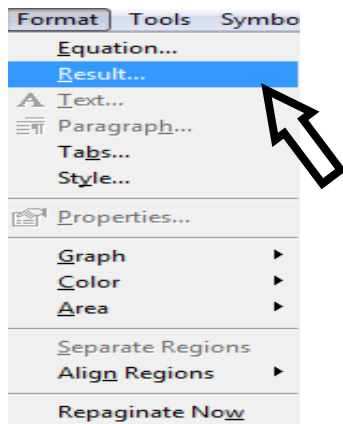 Format Tools Symbo
Equation...
Result...
Text...
Paragraph...
Tabs...
Style...
Properties...
Graph
Color
Area
Separate Regions
Align Regions
Repaginate Now